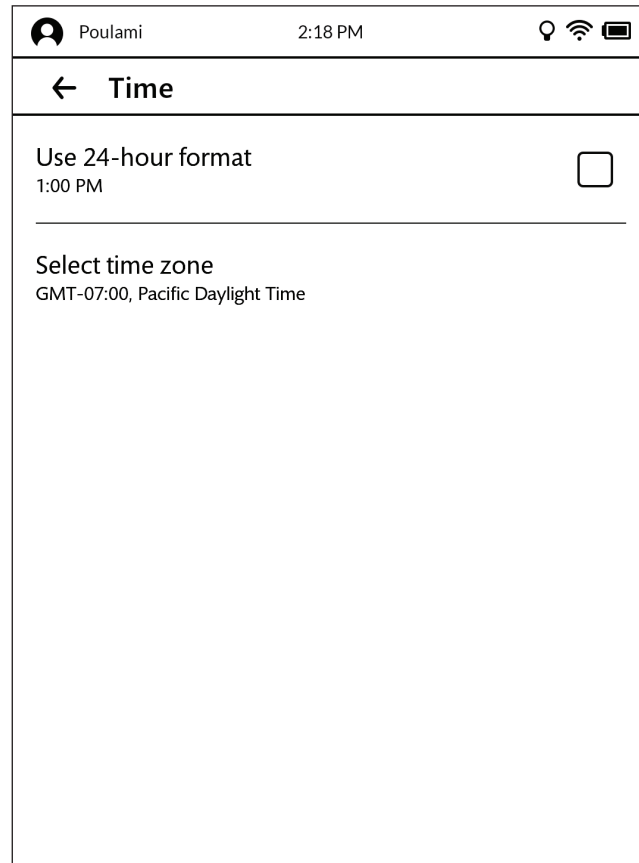 Poulami
2:18 PM
Time
Use 24-hour format
1:00 PM
Select time zone
GMT-07:00, Pacific Daylight Time